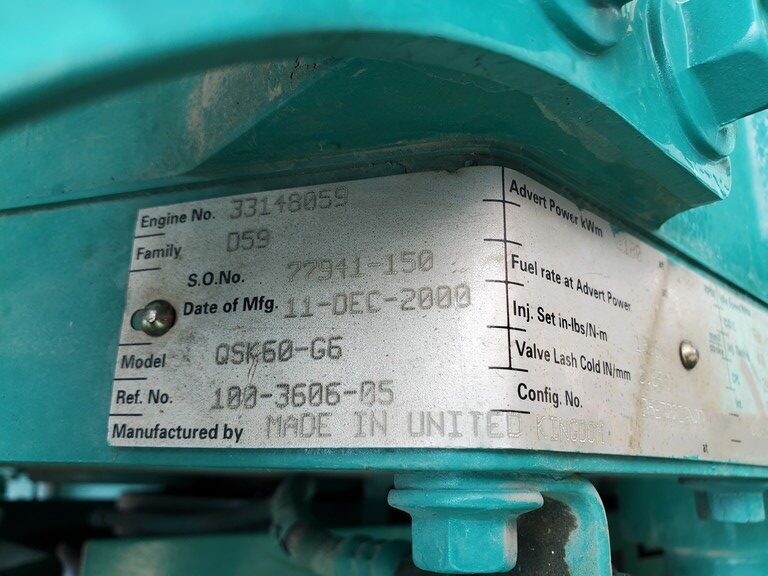 Engine No. 33148059
Family D59
S.O.No. 77941-150
Date of Mfg. 11-DEC-2000
Model QSK60-G6
Ref. No. 100-3606-05
Manufactured by MADE IN UNITED KINGDOM
Advert Power kWm
Fuel rate at Advert Power
Inj. Set in-lbs/N-m
Valve Lash Cold IN/mm
Config. No.
at